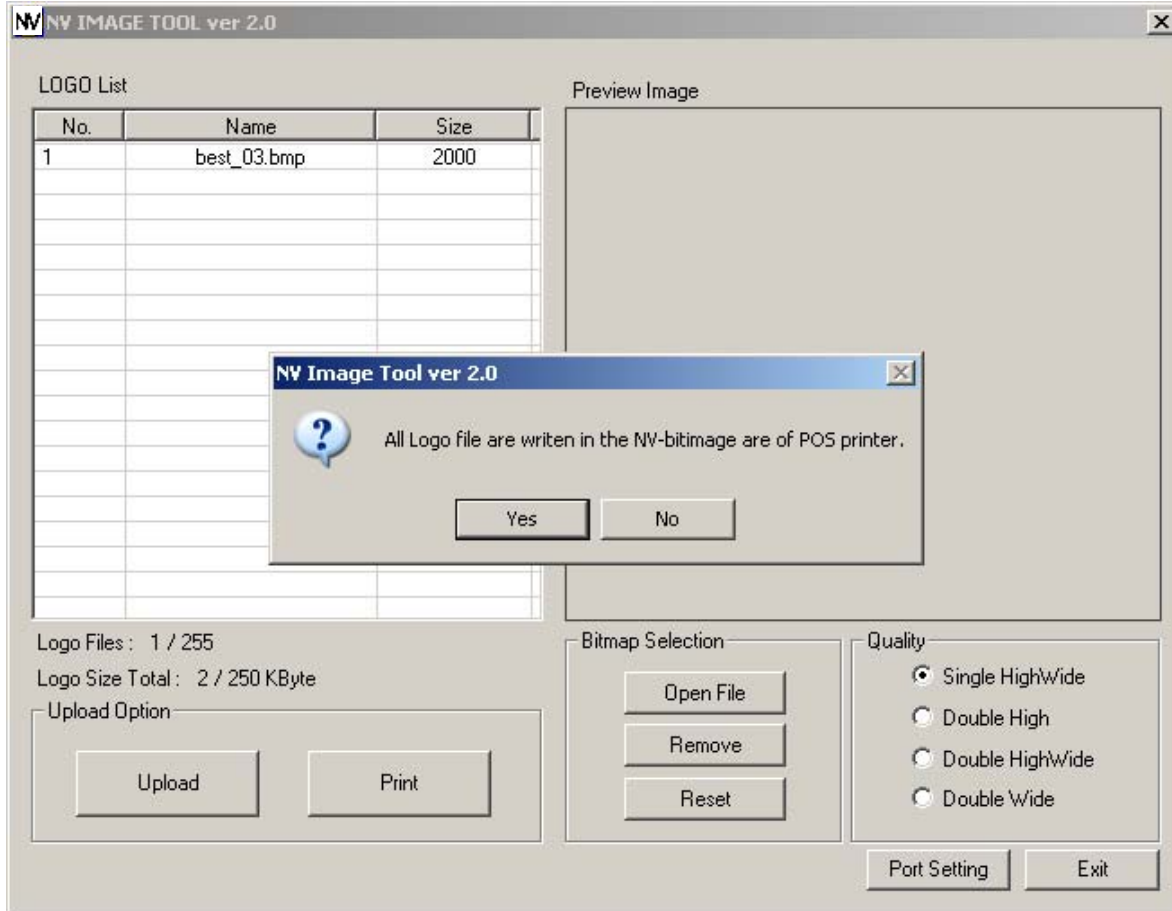 NV NV IMAGE TOOL ver 2.0
LOGO List
No. Name Size
1 best_03.bmp 2000
Preview Image
NV Image Tool ver 2.0
All Logo file are writen in the NV-bitimage are of POS printer.
Yes No
Logo Files : 1 / 255
Logo Size Total : 2 / 250 KByte
Upload Option
Upload Print
Bitmap Selection
Open File
Remove
Reset
Quality
Single HighWide
Double High
Double HighWide
Double Wide
Port Setting Exit